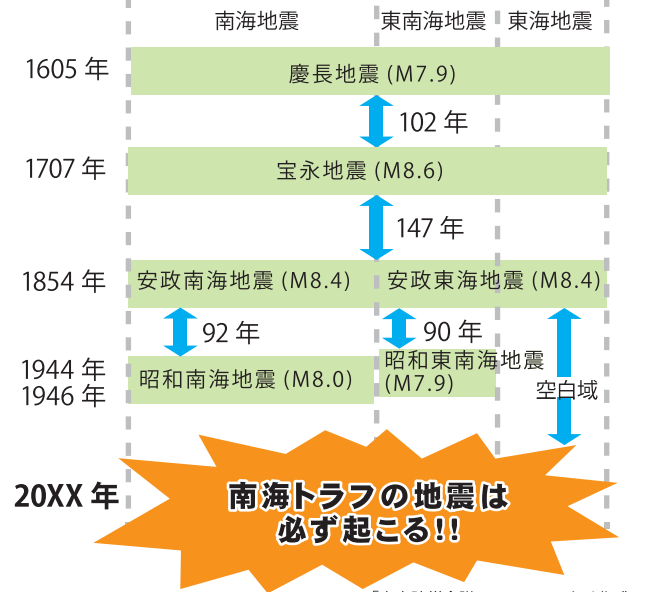 南海地震 東南海地震 東海地震
1605 年 慶長地震 (M7.9)
102 年
1707 年 宝永地震 (M8.6)
147 年
1854 年 安政南海地震 (M8.4) 安政東海地震 (M8.4)
92 年 90 年
1944 年 昭和東南海地震
1946 年 昭和南海地震 (M8.0) (M7.9)
空白域
20XX 年 南海トラフの地震は
必ず起こる!!